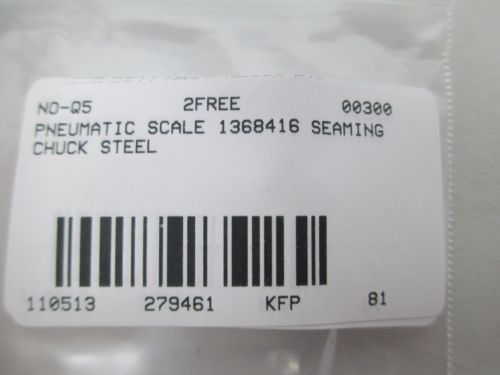 NO-Q5 2FREE 00300
PNEUMATIC SCALE 1368416 SEAMING
CHUCK STEEL
110513 279461 KFP 81